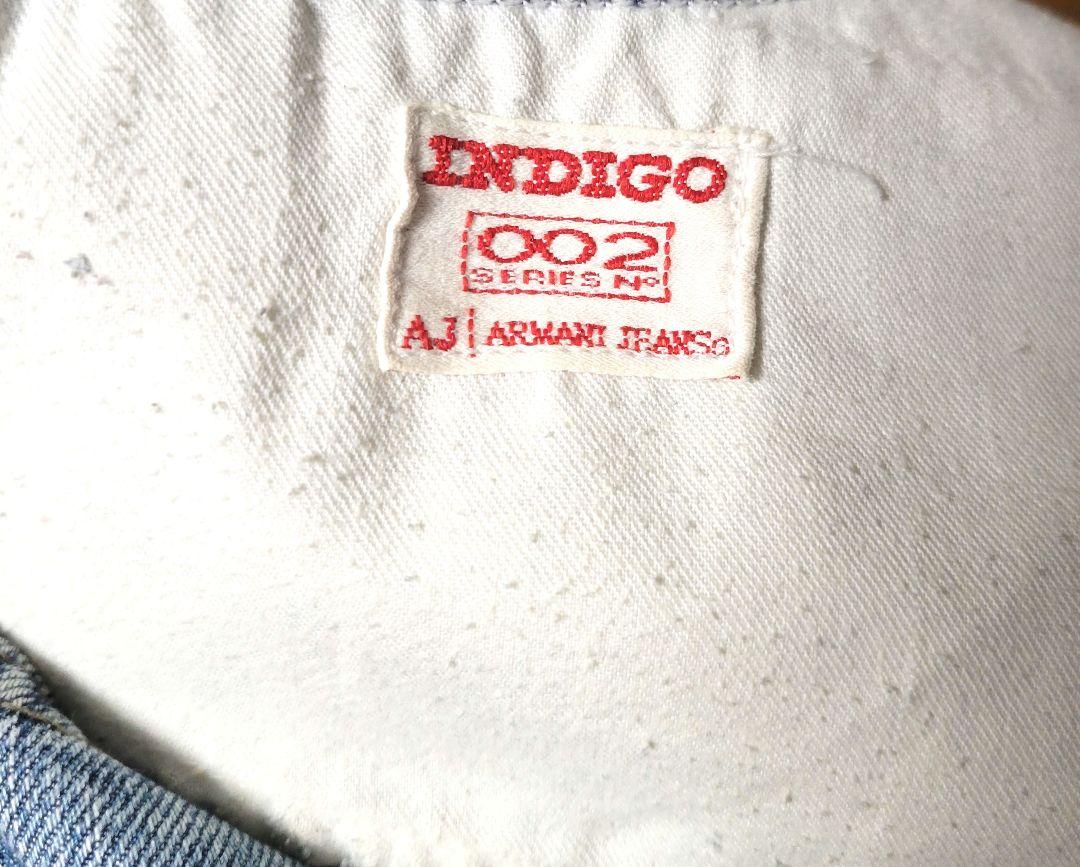 INDIGO
002
SERIES Nº
AJ | ARMANI JEANS